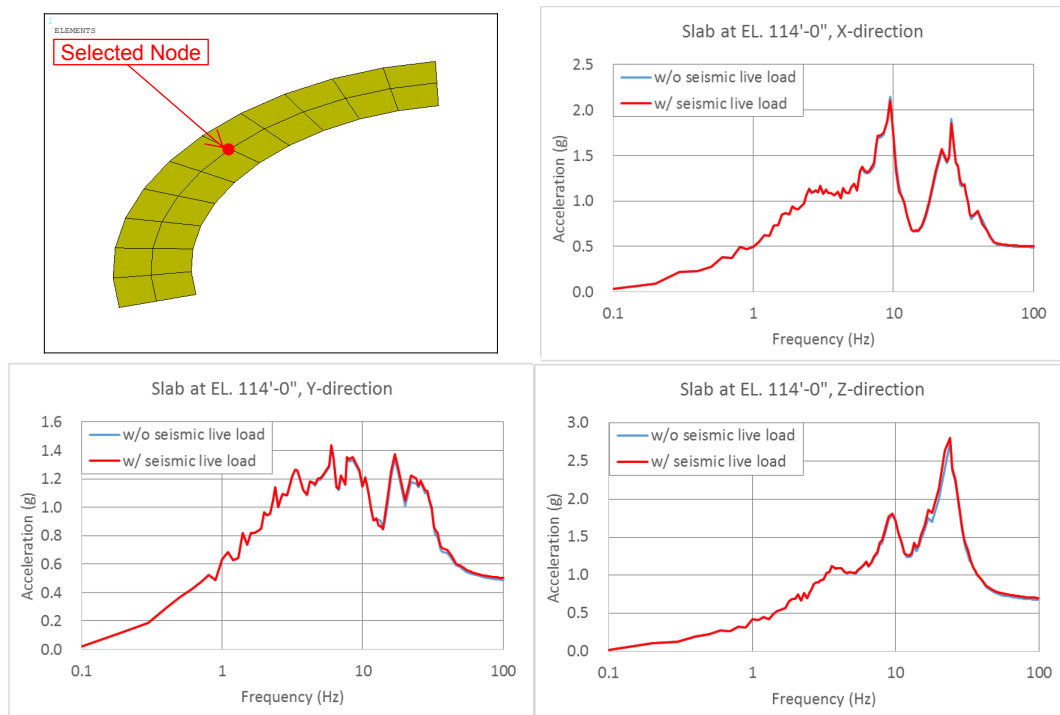 1
ELEMENTS
Selected Node
Slab at EL. 114'-0", X-direction
w/o seismic live load
w/ seismic live load
Acceleration (g)
2.5
2.0
1.5
1.0
0.5
0.0
0.1 1 10 100
Frequency (Hz)
Slab at EL. 114'-0", Y-direction
w/o seismic live load
w/ seismic live load
Acceleration (g)
1.6
1.4
1.2
1.0
0.8
0.6
0.4
0.2
0.0
0.1 1 10 100
Frequency (Hz)
Slab at EL. 114'-0", Z-direction
w/o seismic live load
w/ seismic live load
Acceleration (g)
3.0
2.5
2.0
1.5
1.0
0.5
0.0
0.1 1 10 100
Frequency (Hz)